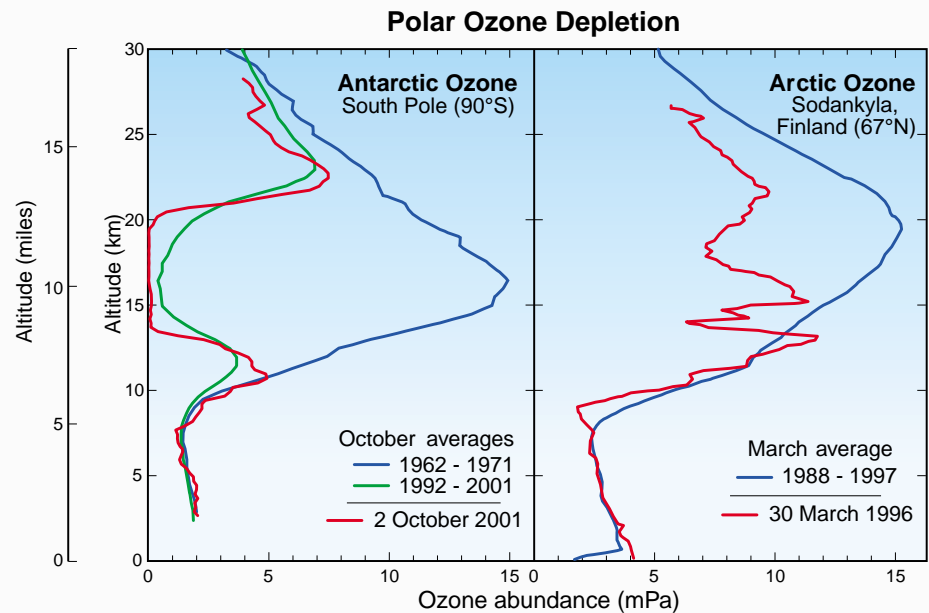 Polar Ozone Depletion
Altitude (miles)
15
10
5
0
Altitude (km)
30
25
20
15
10
5
0
Antarctic Ozone
South Pole (90°S)
October averages
1962 - 1971
1992 - 2001
2 October 2001
0 5 10 15
Arctic Ozone
Sodankyla,
Finland (67°N)
March average
1988 - 1997
30 March 1996
0 5 10 15
Ozone abundance (mPa)